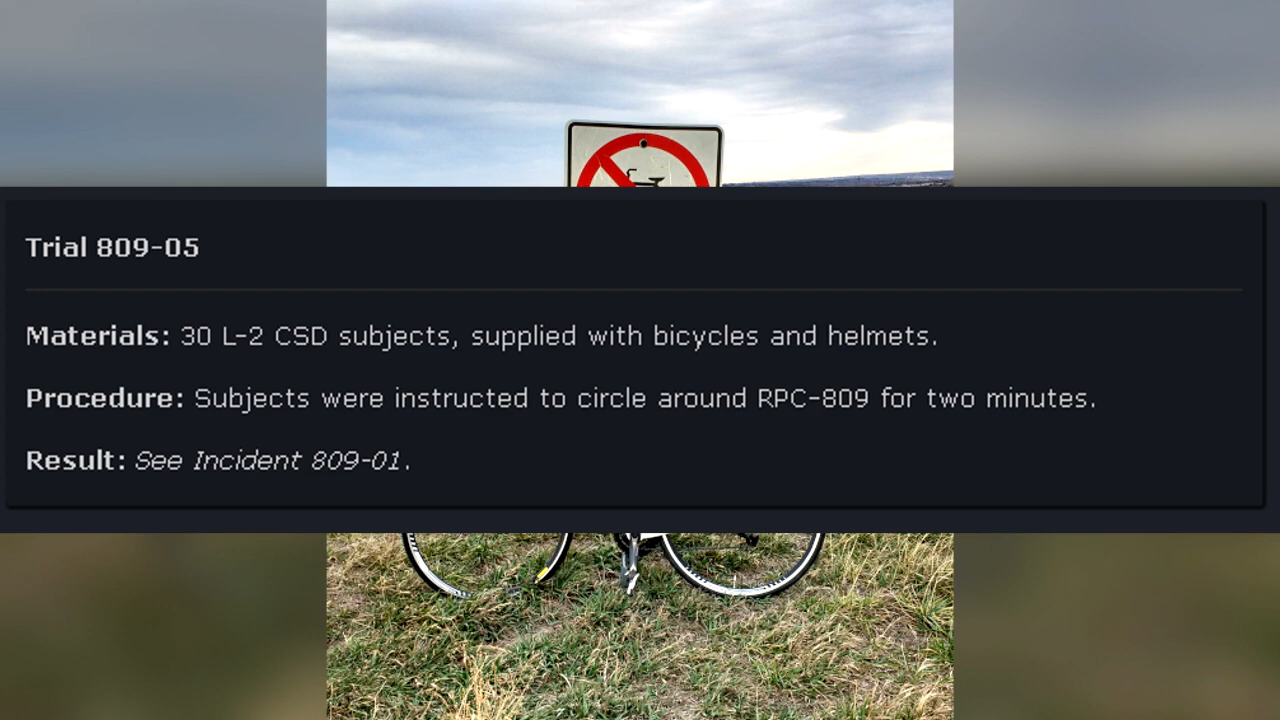 Trial 809-05
Materials: 30 L-2 CSD subjects, supplied with bicycles and helmets.
Procedure: Subjects were instructed to circle around RPC-809 for two minutes.
Result: See Incident 809-01.